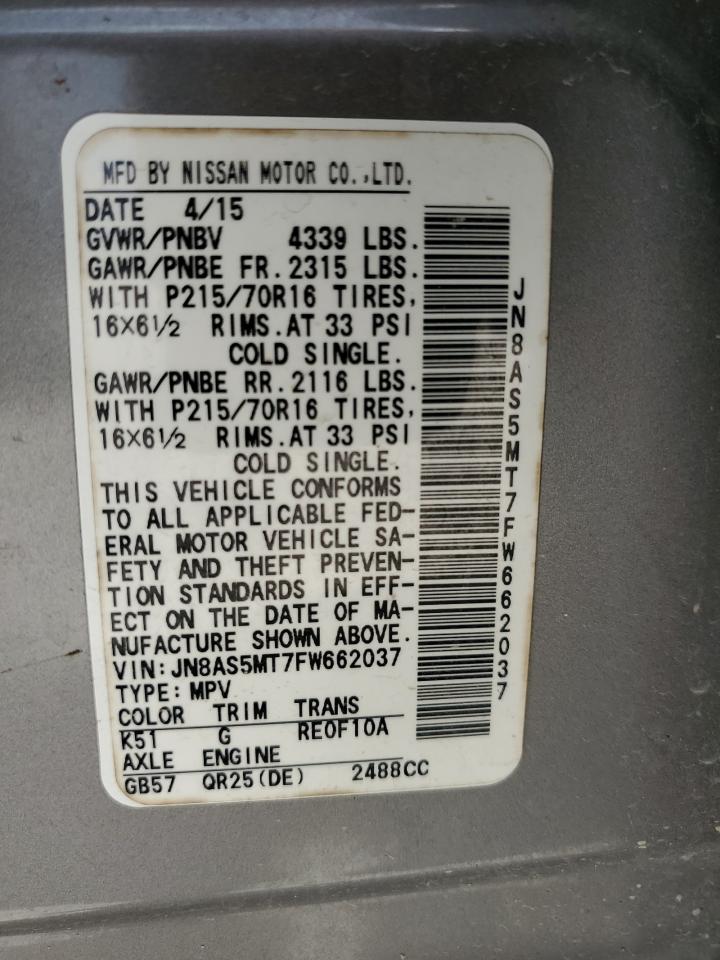 MFD BY NISSAN MOTOR CO.,LTD.
DATE 4/15
GVWR/PNBV 4339 LBS.
GAWR/PNBE FR. 2315 LBS.
WITH P215/70R16 TIRES,
16×6½ RIMS. AT 33 PSI
COLD SINGLE.
GAWR/PNBE RR. 2116 LBS.
WITH P215/70R16 TIRES,
16×6½ RIMS. AT 33 PSI
COLD SINGLE.
THIS VEHICLE CONFORMS
TO ALL APPLICABLE FED-
ERAL MOTOR VEHICLE SA-
FETY AND THEFT PREVEN-
TION STANDARDS IN EFF-
ECT ON THE DATE OF MA-
NUFACTURE SHOWN ABOVE.
VIN:JN8AS5MT7FW662037
TYPE:MPV
COLOR TRIM TRANS
K51 G RE0F10A
AXLE ENGINE
GB57 QR25(DE) 2488CC
JN8AS5MT7FW662037